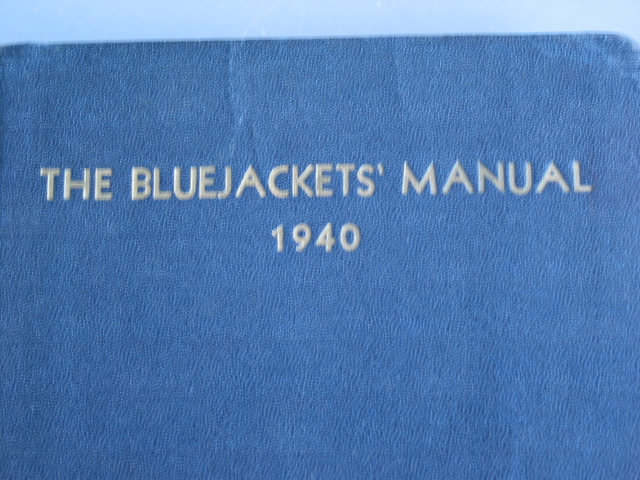 THE BLUEJACKETS' MANUAL
1940